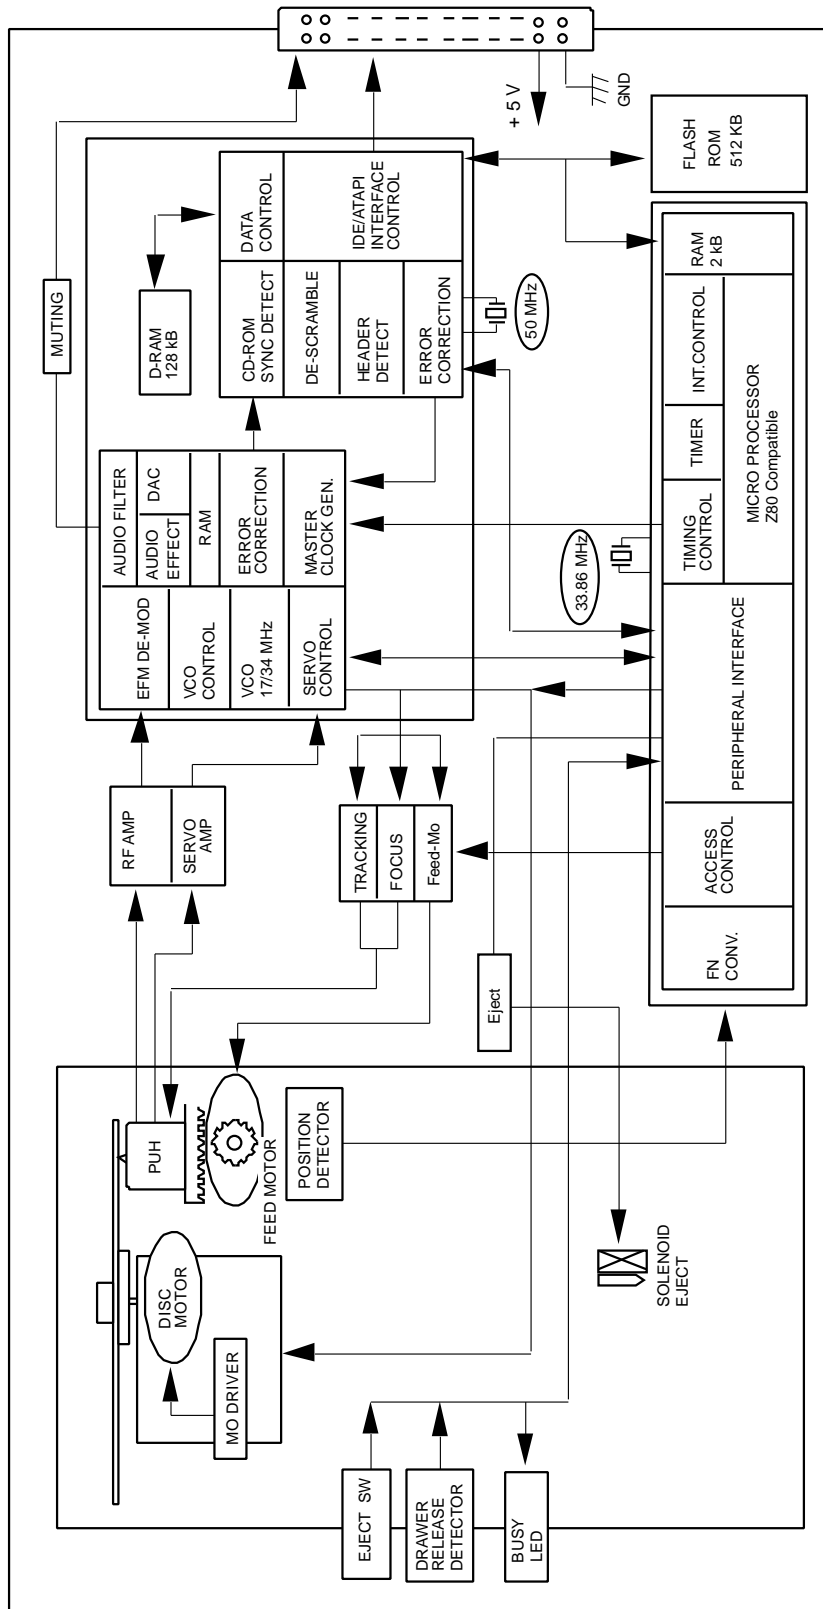 MUTING
D-RAM
128 kB
DATA
CONTROL
IDE/ATAPI
INTERFACE
CONTROL
CD-ROM
SYNC DETECT
DE-SCRAMBLE
HEADER
DETECT
ERROR
CORRECTION
50 MHz
+ 5 V
GND
FLASH
ROM
512 KB
AUDIO FILTER
DAC
AUDIO
EFFECT
RAM
ERROR
CORRECTION
MASTER
CLOCK GEN.
EFM DE-MOD
VCO
CONTROL
VCO
17/34 MHz
SERVO
CONTROL
33.86 MHz
RAM
2 kB
INT.CONTROL
TIMER
TIMING
CONTROL
MICRO PROCESSOR
Z80 Compatible
PERIPHERAL INTERFACE
ACCESS
CONTROL
FN
CONV.
RF AMP
SERVO
AMP
TRACKING
FOCUS
Feed-Mo
Eject
PUH
FEED MOTOR
POSITION
DETECTOR
DISC
MOTOR
MO DRIVER
SOLENOID
EJECT
EJECT SW
DRAWER
RELEASE
DETECTOR
BUSY
LED